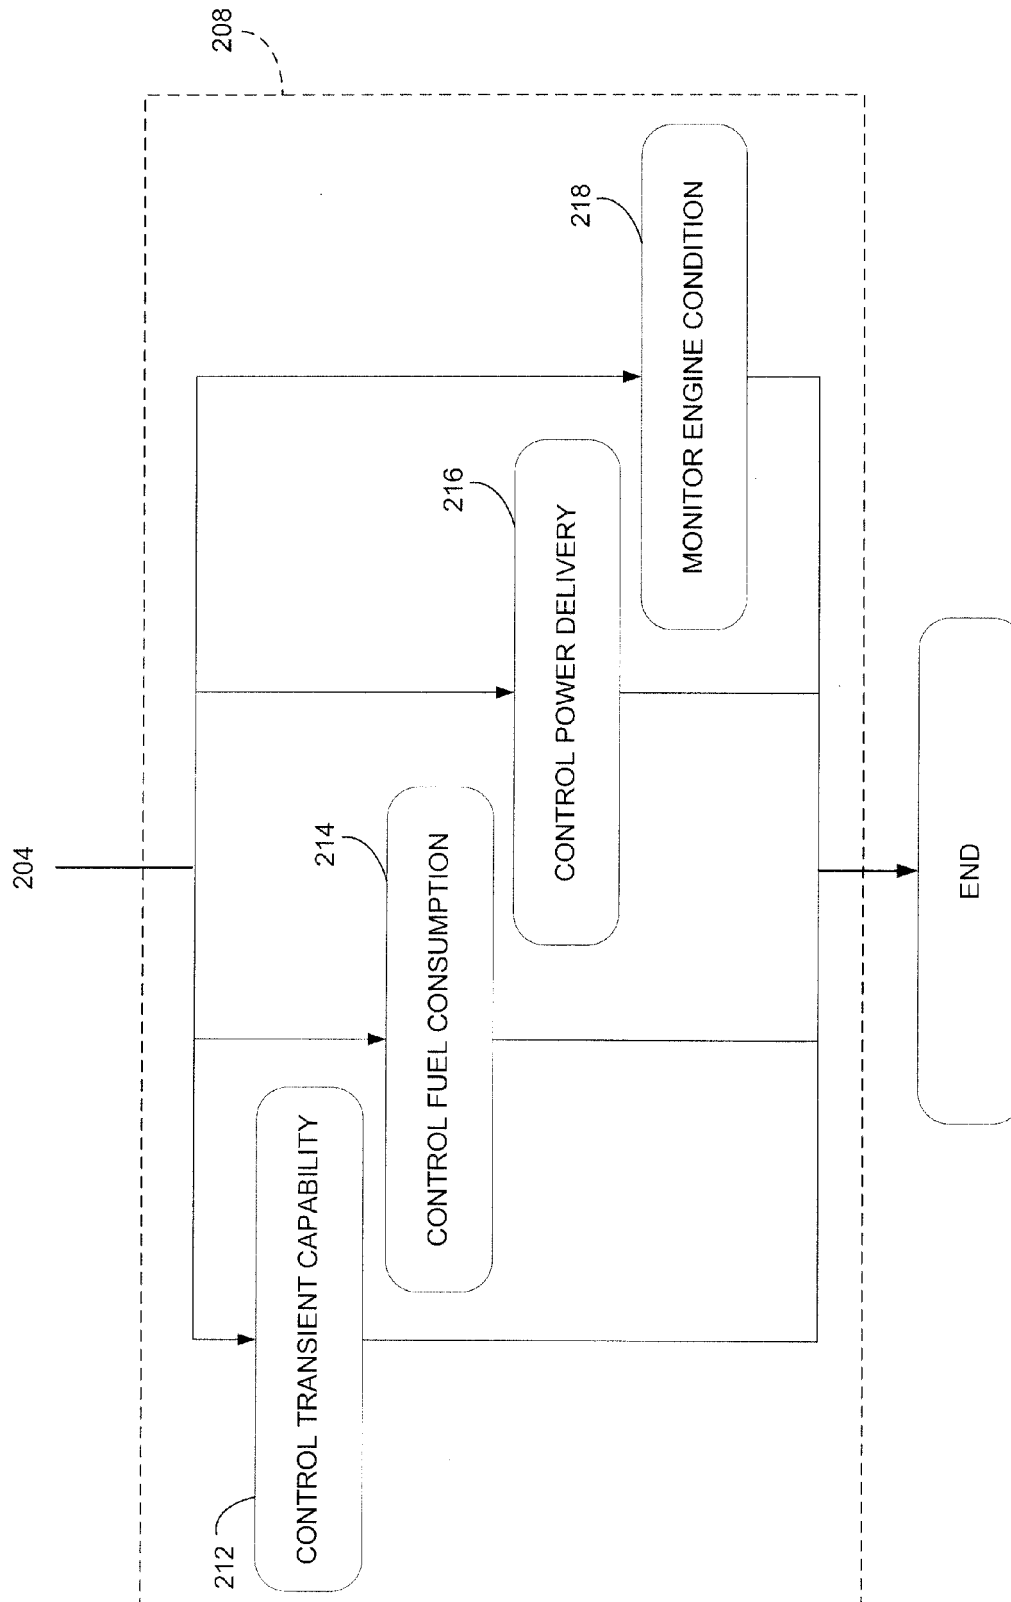 204
208
212
CONTROL TRANSIENT CAPABILITY
214
CONTROL FUEL CONSUMPTION
216
CONTROL POWER DELIVERY
218
MONITOR ENGINE CONDITION
END